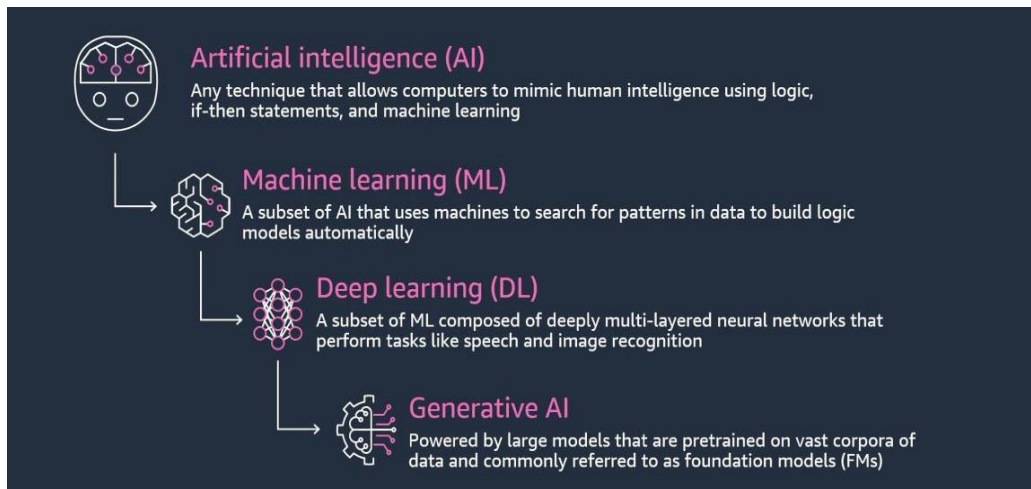 Artificial intelligence (AI)
Any technique that allows computers to mimic human intelligence using logic,
if-then statements, and machine learning
Machine learning (ML)
A subset of AI that uses machines to search for patterns in data to build logic
models automatically
Deep learning (DL)
A subset of ML composed of deeply multi-layered neural networks that
perform tasks like speech and image recognition
Generative AI
Powered by large models that are pretrained on vast corpora of
data and commonly referred to as foundation models (FMs)